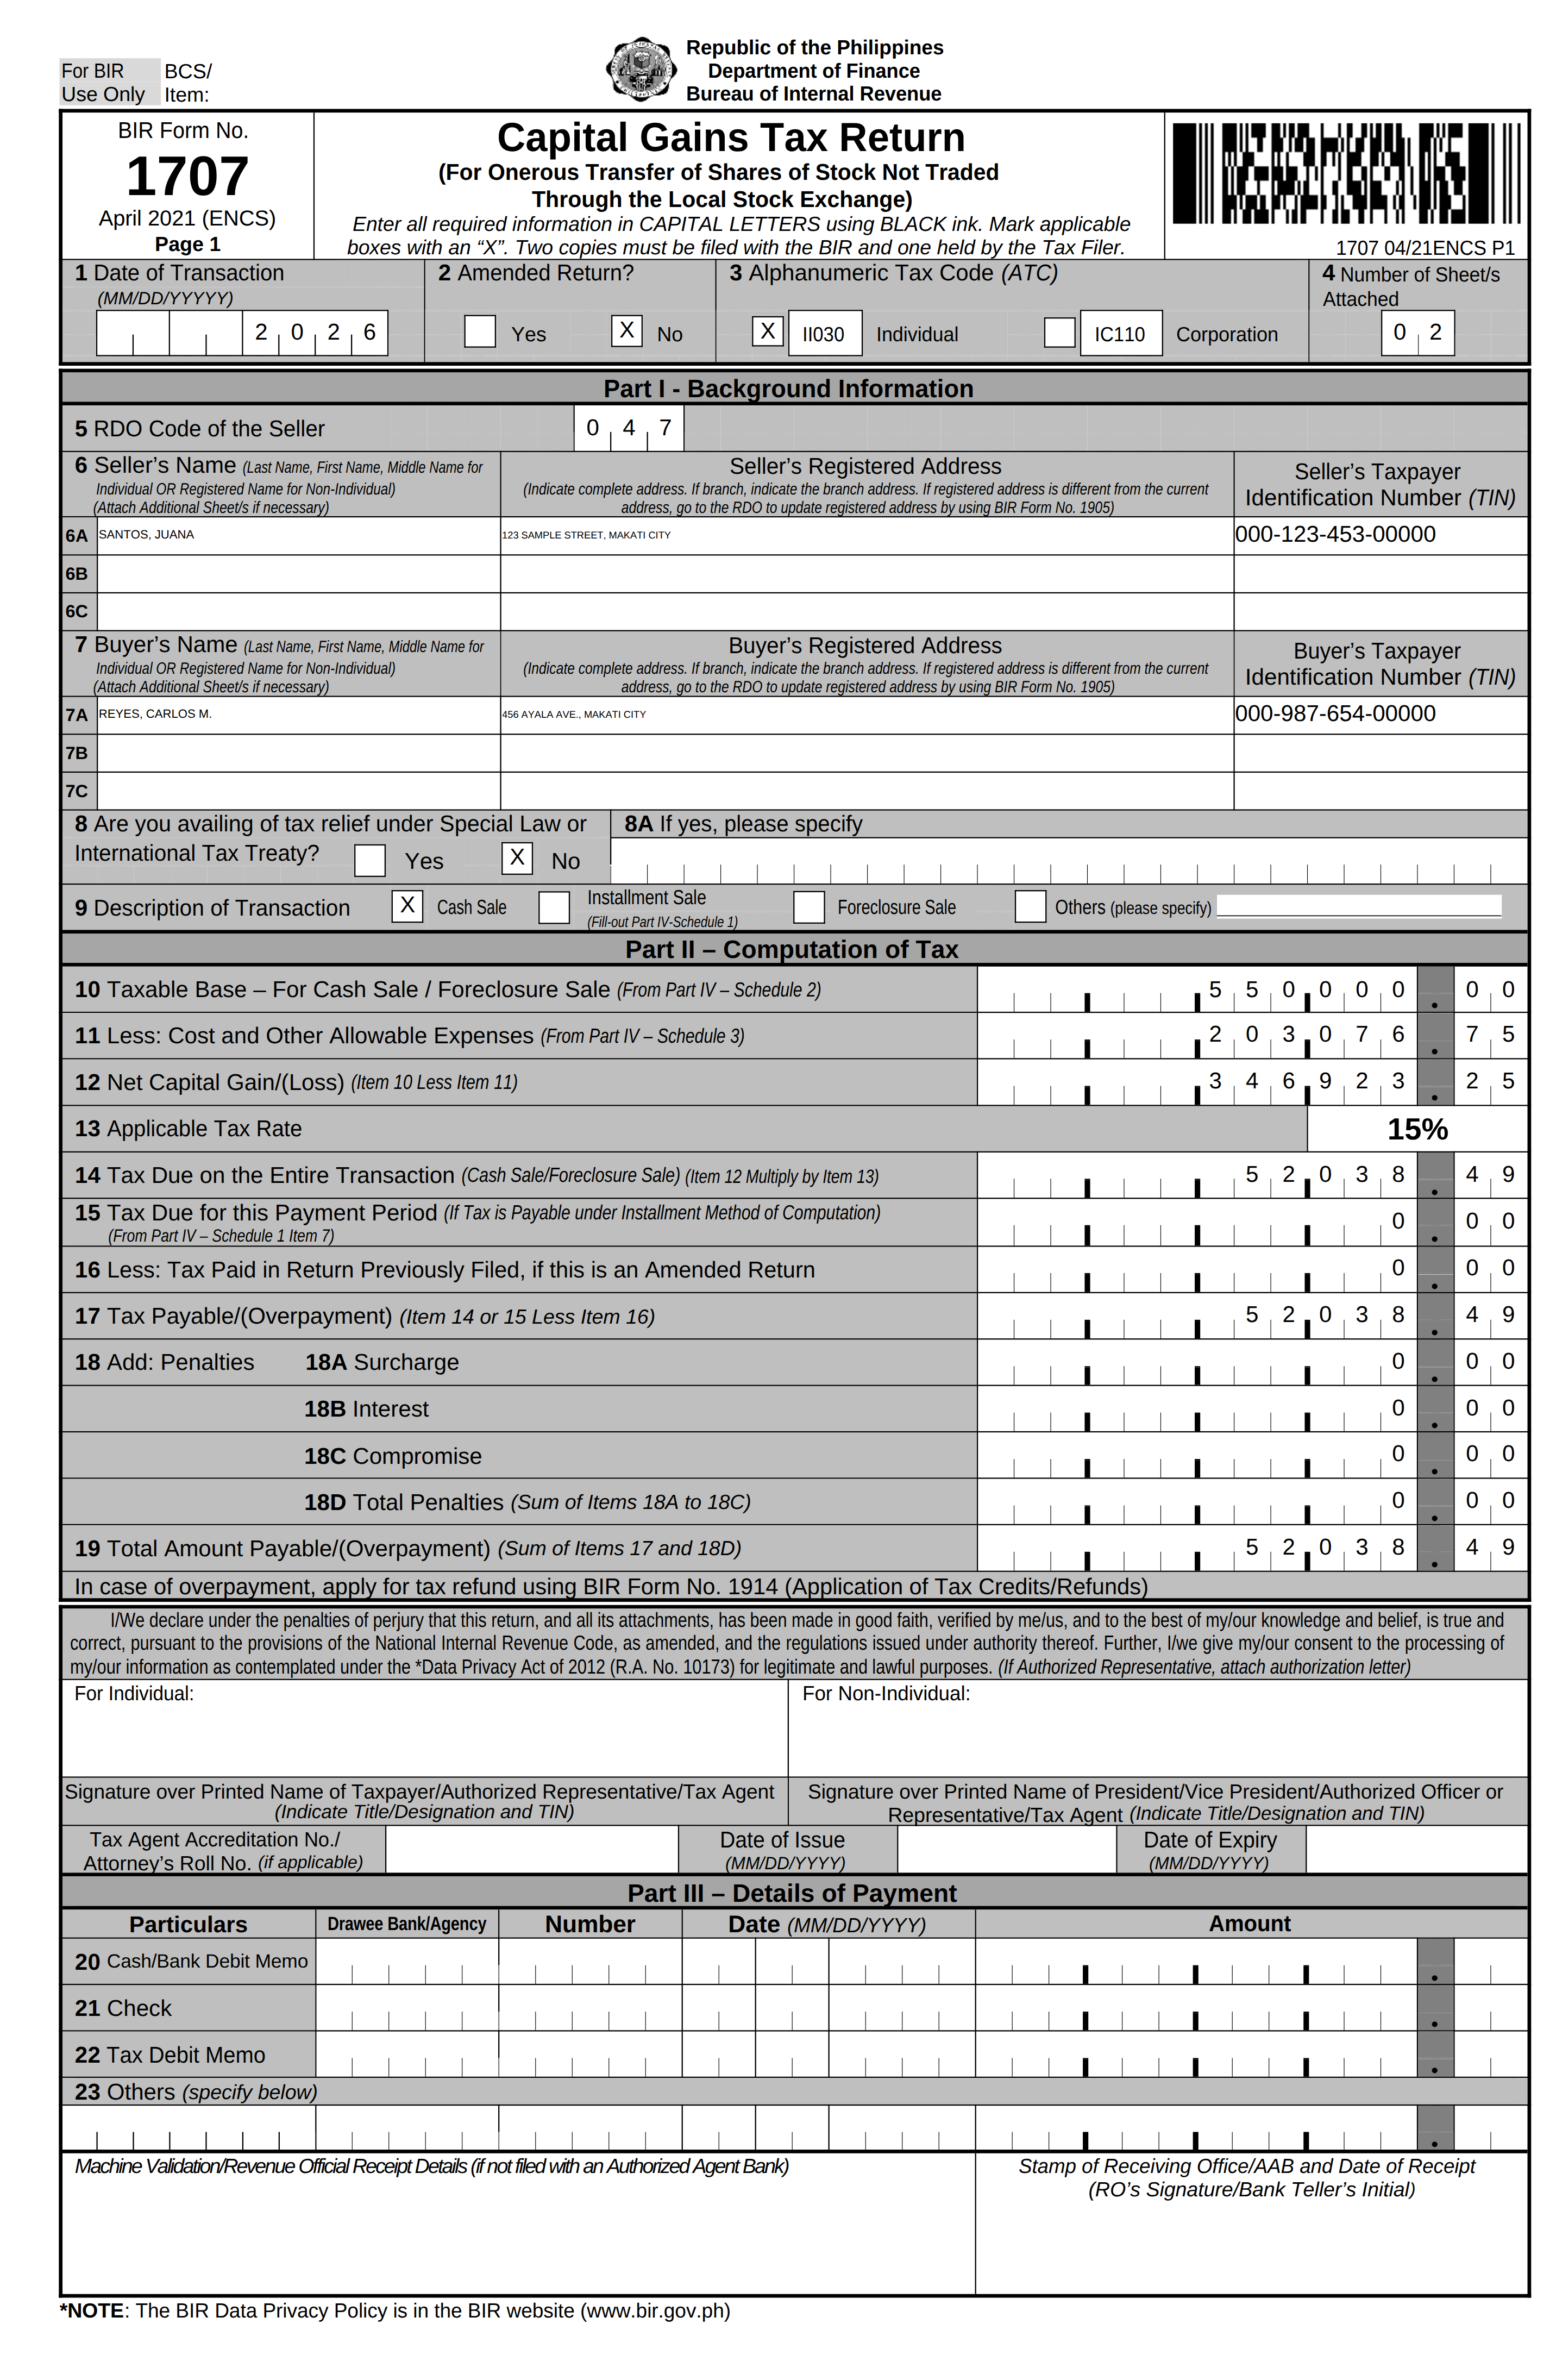 Republic of the Philippines
Department of Finance
Bureau of Internal Revenue
For BIR Use Only
BCS/ Item:
BIR Form No.
1707
April 2021 (ENCS)
Page 1
Capital Gains Tax Return
(For Onerous Transfer of Shares of Stock Not Traded
Through the Local Stock Exchange)
Enter all required information in CAPITAL LETTERS using BLACK ink. Mark applicable
boxes with an “X”. Two copies must be filed with the BIR and one held by the Tax Filer.
1707 04/21ENCS P1
1 Date of Transaction
(MM/DD/YYYYY)
2 0 2 6
2 Amended Return?
Yes X No
3 Alphanumeric Tax Code (ATC)
X II030 Individual IC110 Corporation
4 Number of Sheet/s
Attached
0 2
Part I - Background Information
5 RDO Code of the Seller 0 4 7
6 Seller’s Name (Last Name, First Name, Middle Name for
Individual OR Registered Name for Non-Individual)
(Attach Additional Sheet/s if necessary)
Seller’s Registered Address
(Indicate complete address. If branch, indicate the branch address. If registered address is different from the current
address, go to the RDO to update registered address by using BIR Form No. 1905)
Seller’s Taxpayer
Identification Number (TIN)
6A SANTOS, JUANA 123 SAMPLE STREET, MAKATI CITY 000-123-453-00000
6B
6C
7 Buyer’s Name (Last Name, First Name, Middle Name for
Individual OR Registered Name for Non-Individual)
(Attach Additional Sheet/s if necessary)
Buyer’s Registered Address
(Indicate complete address. If branch, indicate the branch address. If registered address is different from the current
address, go to the RDO to update registered address by using BIR Form No. 1905)
Buyer’s Taxpayer
Identification Number (TIN)
7A REYES, CARLOS M. 456 AYALA AVE., MAKATI CITY 000-987-654-00000
7B
7C
8 Are you availing of tax relief under Special Law or
International Tax Treaty? Yes X No
8A If yes, please specify
9 Description of Transaction X Cash Sale Installment Sale
(Fill-out Part IV-Schedule 1)
Foreclosure Sale Others (please specify)
Part II – Computation of Tax
10 Taxable Base – For Cash Sale / Foreclosure Sale (From Part IV – Schedule 2) 5 5 0 0 0 0 . 0 0
11 Less: Cost and Other Allowable Expenses (From Part IV – Schedule 3) 2 0 3 0 7 6 . 7 5
12 Net Capital Gain/(Loss) (Item 10 Less Item 11) 3 4 6 9 2 3 . 2 5
13 Applicable Tax Rate 15%
14 Tax Due on the Entire Transaction (Cash Sale/Foreclosure Sale) (Item 12 Multiply by Item 13) 5 2 0 3 8 . 4 9
15 Tax Due for this Payment Period (If Tax is Payable under Installment Method of Computation)
(From Part IV – Schedule 1 Item 7) 0 . 0 0
16 Less: Tax Paid in Return Previously Filed, if this is an Amended Return 0 . 0 0
17 Tax Payable/(Overpayment) (Item 14 or 15 Less Item 16) 5 2 0 3 8 . 4 9
18 Add: Penalties 18A Surcharge 0 . 0 0
18B Interest 0 . 0 0
18C Compromise 0 . 0 0
18D Total Penalties (Sum of Items 18A to 18C) 0 . 0 0
19 Total Amount Payable/(Overpayment) (Sum of Items 17 and 18D) 5 2 0 3 8 . 4 9
In case of overpayment, apply for tax refund using BIR Form No. 1914 (Application of Tax Credits/Refunds)
I/We declare under the penalties of perjury that this return, and all its attachments, has been made in good faith, verified by me/us, and to the best of my/our knowledge and belief, is true and
correct, pursuant to the provisions of the National Internal Revenue Code, as amended, and the regulations issued under authority thereof. Further, I/we give my/our consent to the processing of
my/our information as contemplated under the *Data Privacy Act of 2012 (R.A. No. 10173) for legitimate and lawful purposes. (If Authorized Representative, attach authorization letter)
For Individual:
For Non-Individual:
Signature over Printed Name of Taxpayer/Authorized Representative/Tax Agent
(Indicate Title/Designation and TIN)
Signature over Printed Name of President/Vice President/Authorized Officer or
Representative/Tax Agent (Indicate Title/Designation and TIN)
Tax Agent Accreditation No./
Attorney’s Roll No. (if applicable)
Date of Issue
(MM/DD/YYYY)
Date of Expiry
(MM/DD/YYYY)
Part III – Details of Payment
Particulars Drawee Bank/Agency Number Date (MM/DD/YYYY) Amount
20 Cash/Bank Debit Memo .
21 Check .
22 Tax Debit Memo .
23 Others (specify below)
.
Machine Validation/Revenue Official Receipt Details (if not filed with an Authorized Agent Bank)
Stamp of Receiving Office/AAB and Date of Receipt
(RO’s Signature/Bank Teller’s Initial)
*NOTE: The BIR Data Privacy Policy is in the BIR website (www.bir.gov.ph)